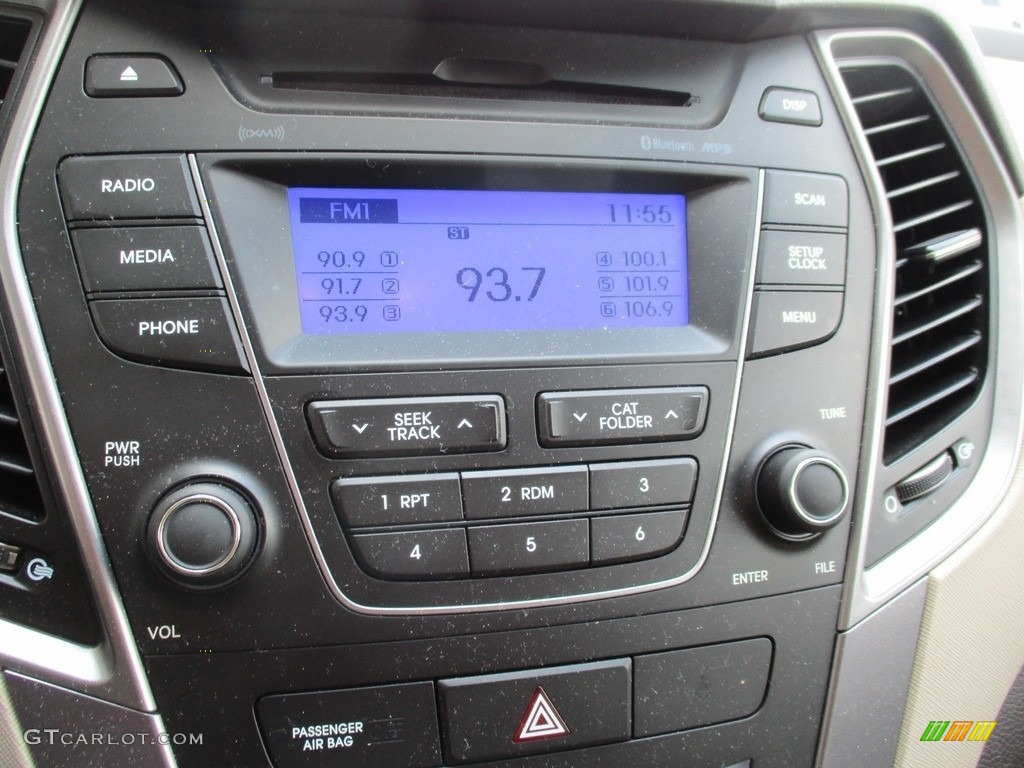 DISP
((XM))
Bluetooth MP3
RADIO
MEDIA
PHONE
FM1 11:55
ST
90.9 1
91.7 2
93.9 3
93.7
4 100.1
5 101.9
6 106.9
SCAN
SETUP
CLOCK
MENU
SEEK
TRACK
CAT
FOLDER
TUNE
PWR
PUSH
1 RPT
2 RDM
3
4
5
6
VOL
ENTER
FILE
O
PASSENGER
AIR BAG
GTCARLOT.COM